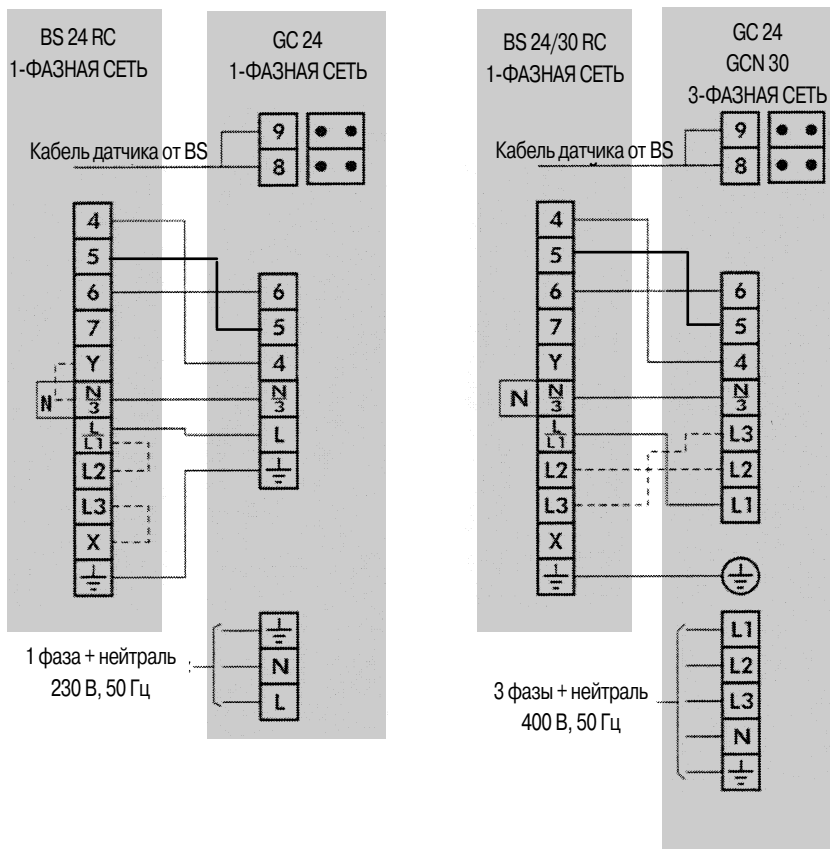 BS 24 RC
1-ФАЗНАЯ СЕТЬ
GC 24
1-ФАЗНАЯ СЕТЬ
Кабель датчика от BS
9
8
4
5
6
7
Y
N
N
3
L
L1
L2
L3
X
6
5
4
N
3
L
1 фаза + нейтраль
230 В, 50 Гц
N
L
BS 24/30 RC
1-ФАЗНАЯ СЕТЬ
GC 24
GCN 30
3-ФАЗНАЯ СЕТЬ
Кабель датчика от BS
9
8
4
5
6
7
Y
N
N
3
L
L1
L2
L3
X
6
5
4
N
3
L3
L2
L1
3 фазы + нейтраль
400 В, 50 Гц
L1
L2
L3
N